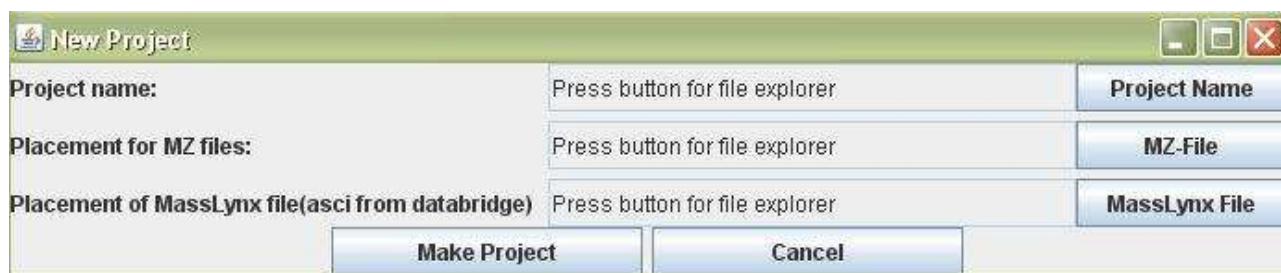 New Project
Project name: Press button for file explorer Project Name
Placement for MZ files: Press button for file explorer MZ-File
Placement of MassLynx file(asci from databridge) Press button for file explorer MassLynx File
Make Project Cancel